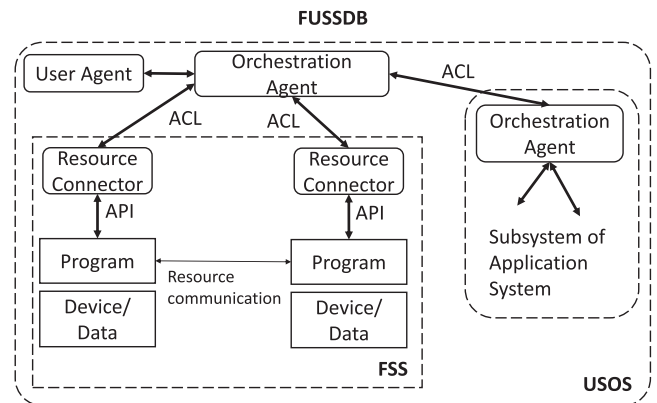 FUSSDB
User Agent
Orchestration
Agent
ACL
ACL
ACL
Orchestration
Agent
Resource
Connector
Resource
Connector
API
API
Program
Resource
communication
Program
Device/
Data
Device/
Data
Subsystem of
Application
System
FSS
USOS